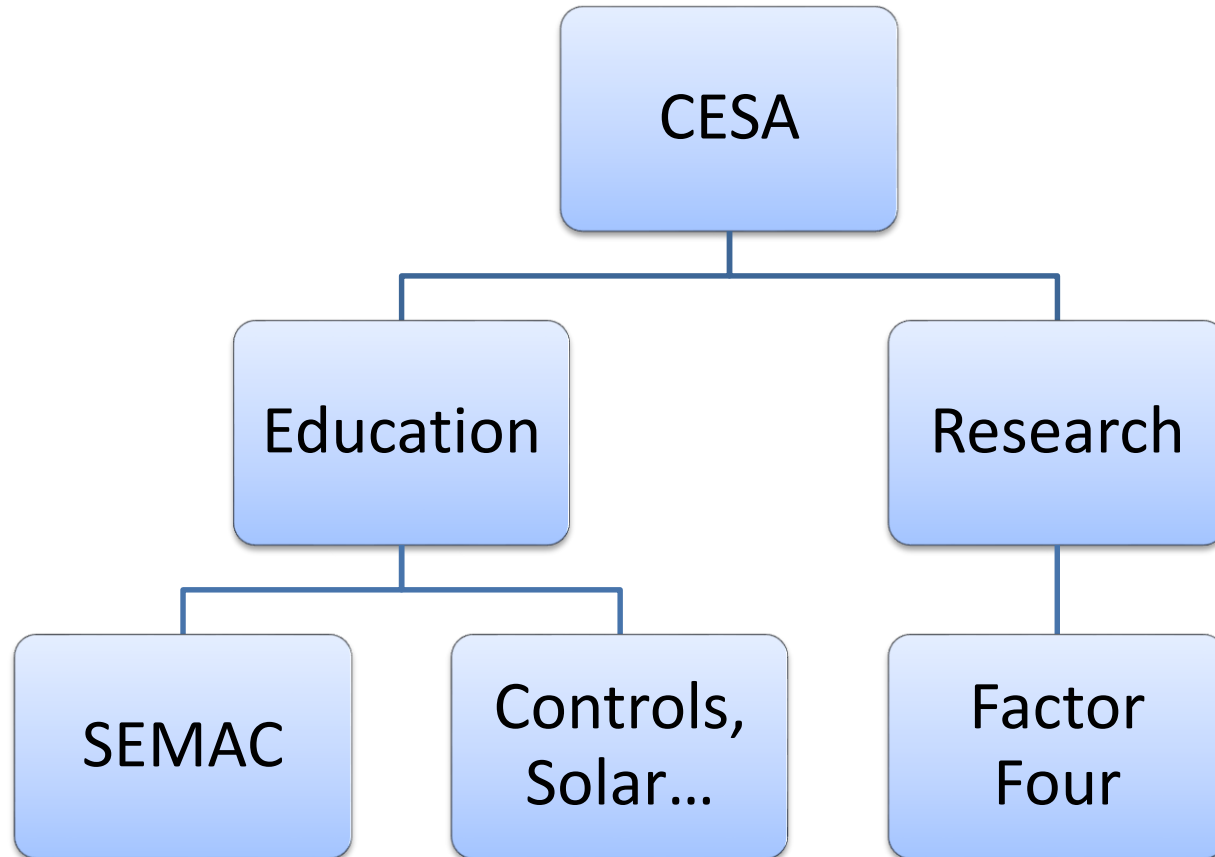 CESA
Education
Research
SEMAC
Controls,
Solar…
Factor
Four